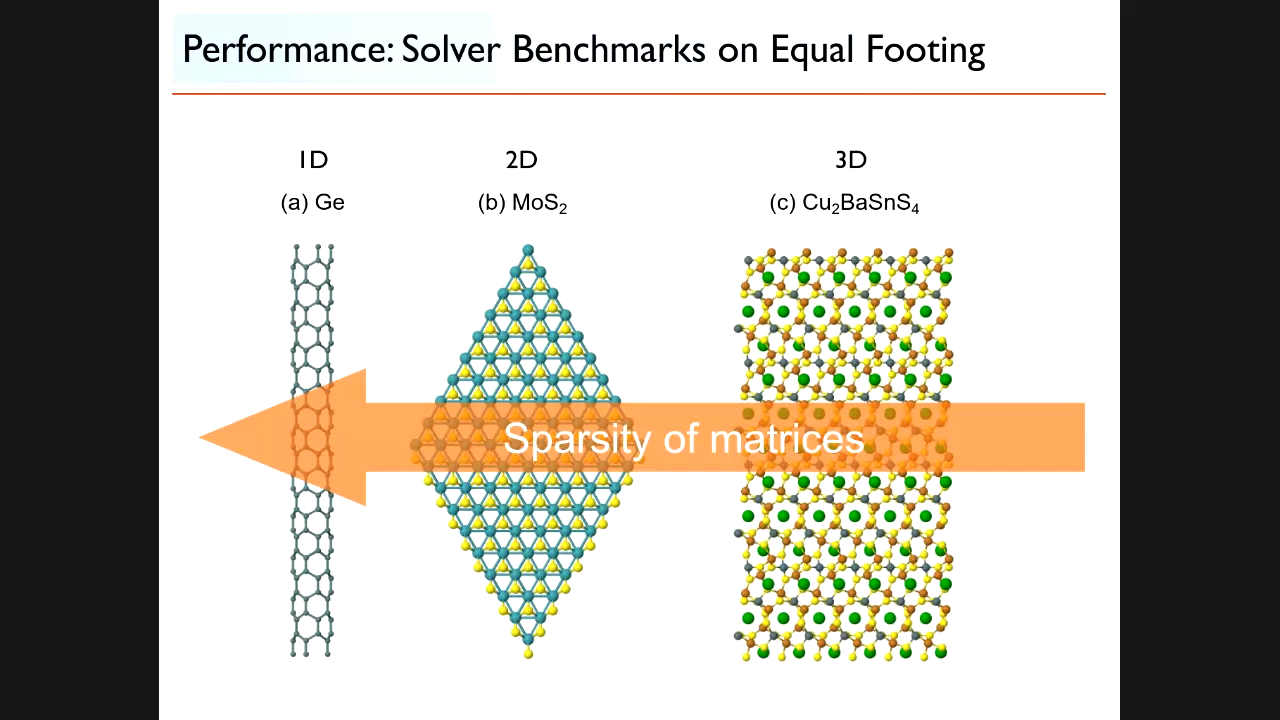 Performance: Solver Benchmarks on Equal Footing
1D 2D 3D
(a) Ge (b) MoS₂ (c) Cu₂BaSnS₄
Sparsity of matrices